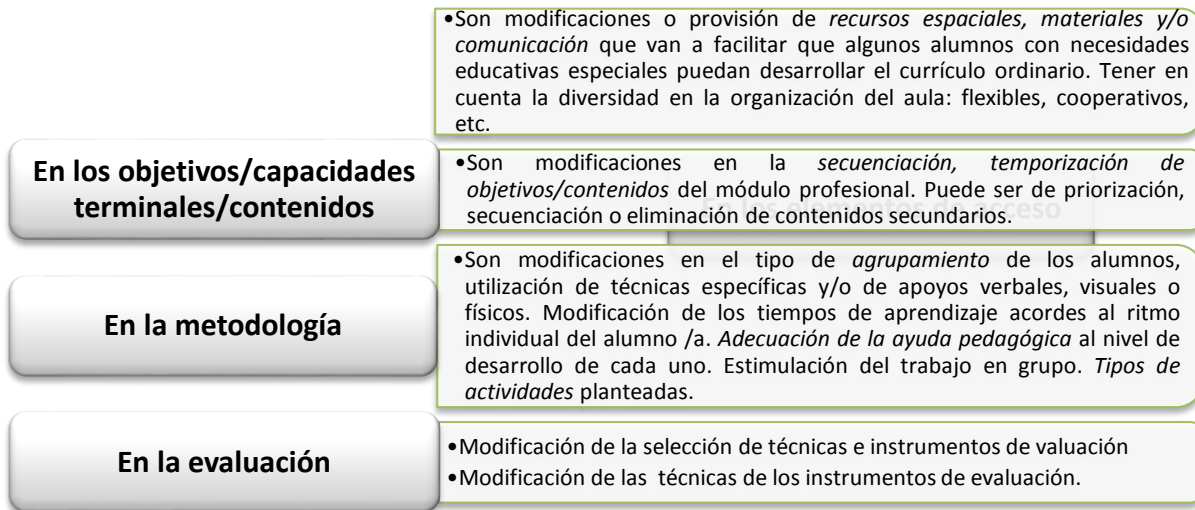 •Son modificaciones o provisión de recursos espaciales, materiales y/o
comunicación que van a facilitar que algunos alumnos con necesidades
educativas especiales puedan desarrollar el currículo ordinario. Tener en
cuenta la diversidad en la organización del aula: flexibles, cooperativos,
etc.
En los objetivos/capacidades
terminales/contenidos
•Son modificaciones en la secuenciación, temporización de
objetivos/contenidos del módulo profesional. Puede ser de priorización,
secuenciación o eliminación de contenidos secundarios.
En los elementos de acceso
En la metodología
•Son modificaciones en el tipo de agrupamiento de los alumnos,
utilización de técnicas específicas y/o de apoyos verbales, visuales o
físicos. Modificación de los tiempos de aprendizaje acordes al ritmo
individual del alumno /a. Adecuación de la ayuda pedagógica al nivel de
desarrollo de cada uno. Estimulación del trabajo en grupo. Tipos de
actividades planteadas.
En la evaluación
•Modificación de la selección de técnicas e instrumentos de valuación
•Modificación de las técnicas de los instrumentos de evaluación.